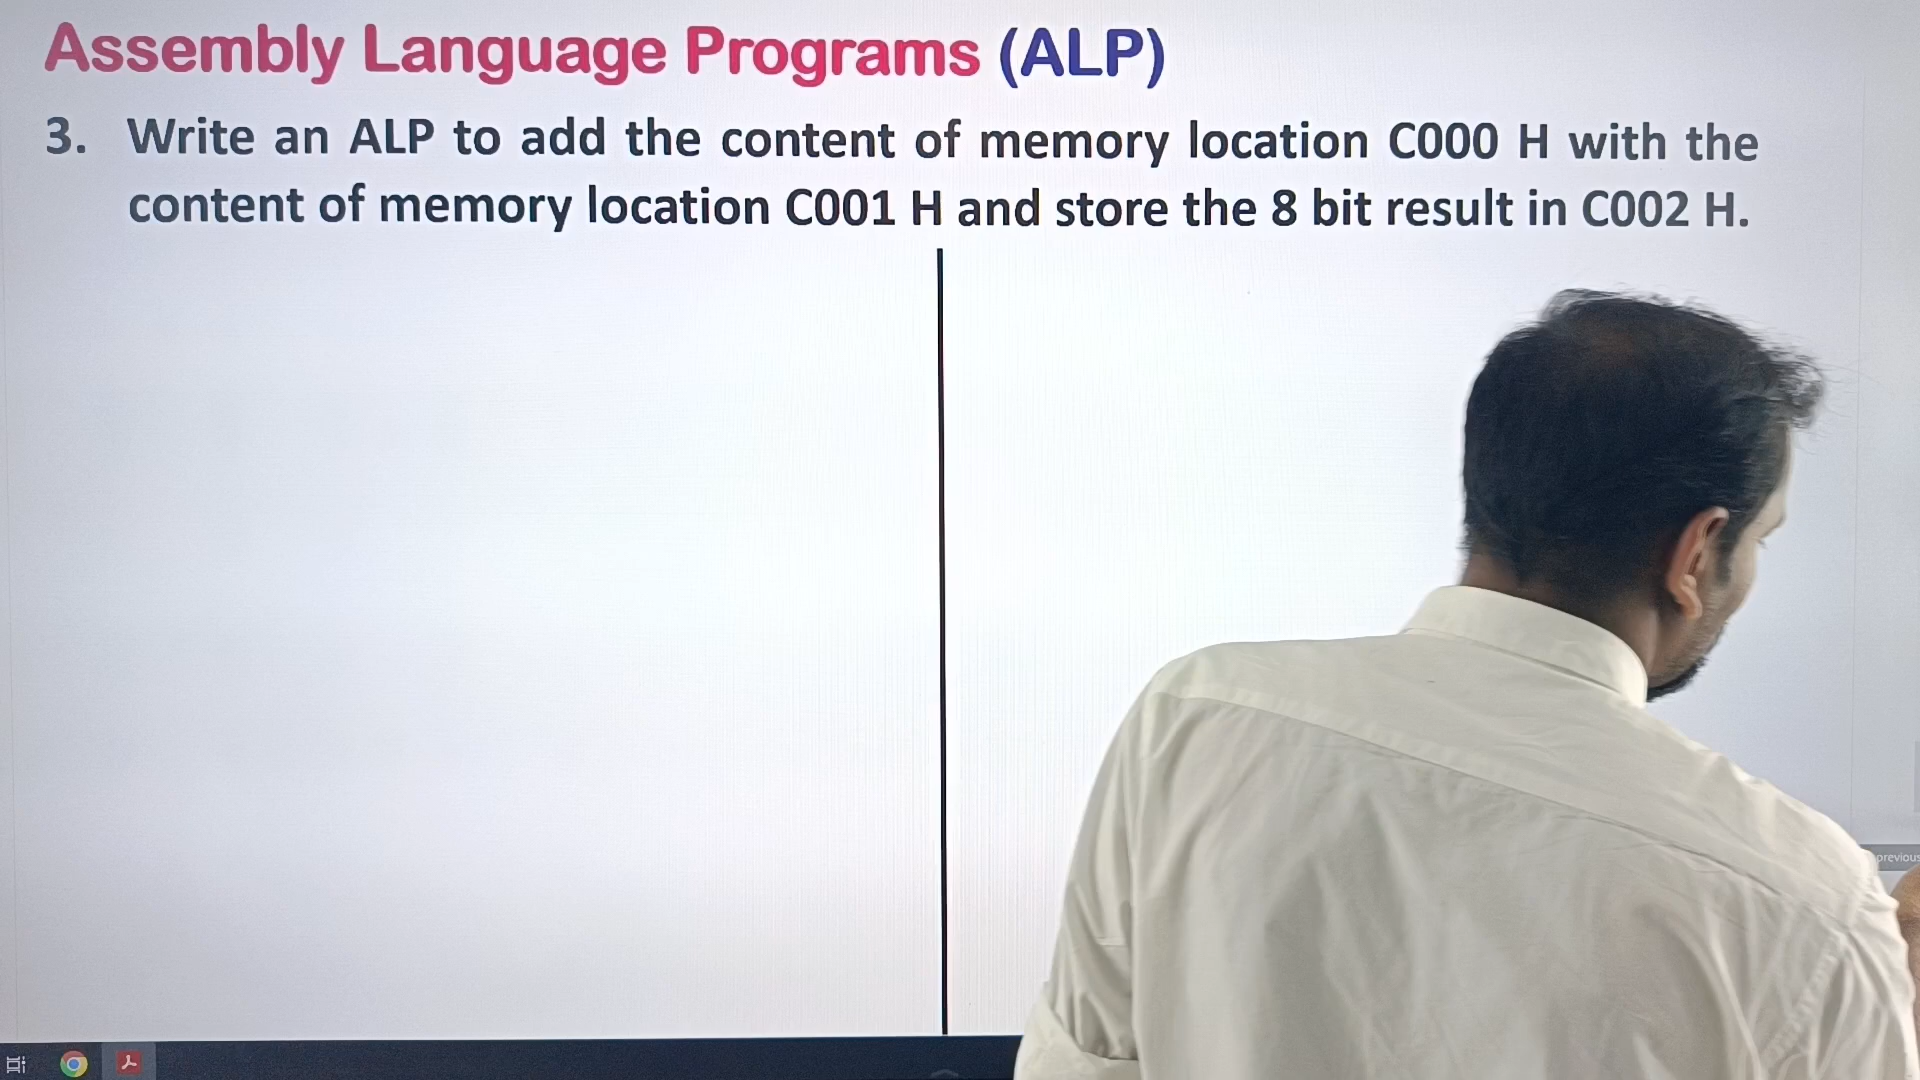 Assembly Language Programs (ALP)
3. Write an ALP to add the content of memory location C000 H with the
content of memory location C001 H and store the 8 bit result in C002 H.
previous